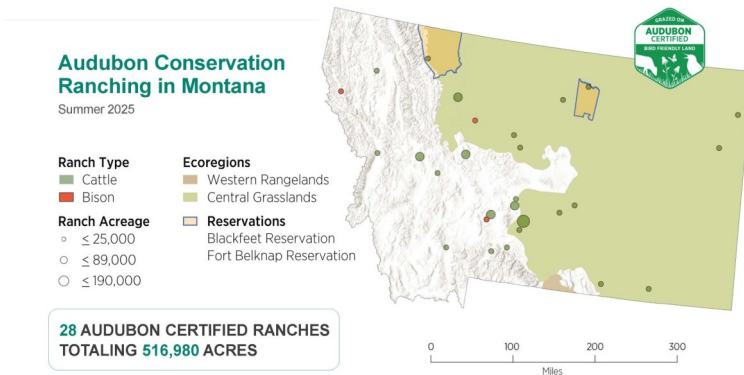 Audubon Conservation
Ranching in Montana
Summer 2025
Ranch Type
Cattle
Bison
Ranch Acreage
≤ 25,000
≤ 89,000
≤ 190,000
Ecoregions
Western Rangelands
Central Grasslands
Reservations
Blackfeet Reservation
Fort Belknap Reservation
28 AUDUBON CERTIFIED RANCHES
TOTALING 516,980 ACRES
GRAZED ON
AUDUBON
CERTIFIED
BIRD FRIENDLY LAND
0 100 200 300
Miles